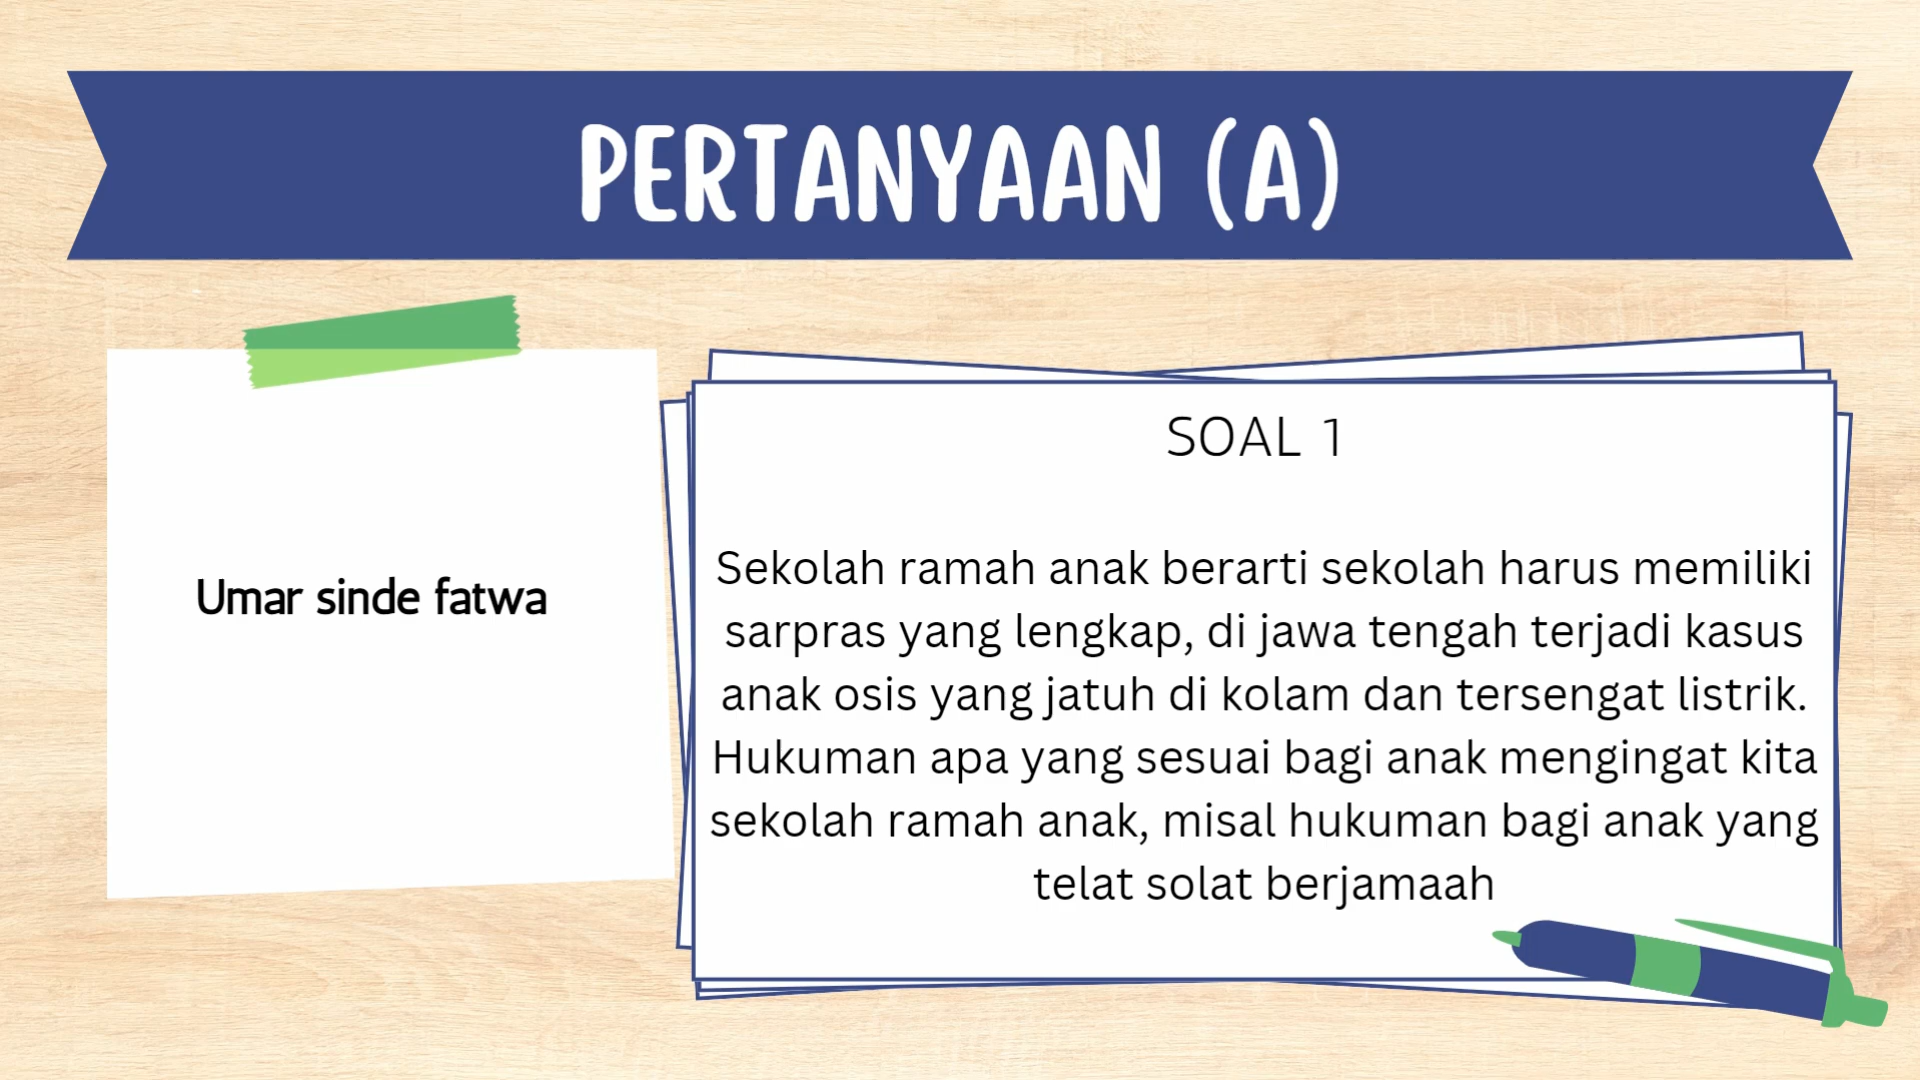 PERTANYAAN (A)
Umar sinde fatwa
SOAL 1
Sekolah ramah anak berarti sekolah harus memiliki
sarpras yang lengkap, di jawa tengah terjadi kasus
anak osis yang jatuh di kolam dan tersengat listrik.
Hukuman apa yang sesuai bagi anak mengingat kita
sekolah ramah anak, misal hukuman bagi anak yang
telat solat berjamaah